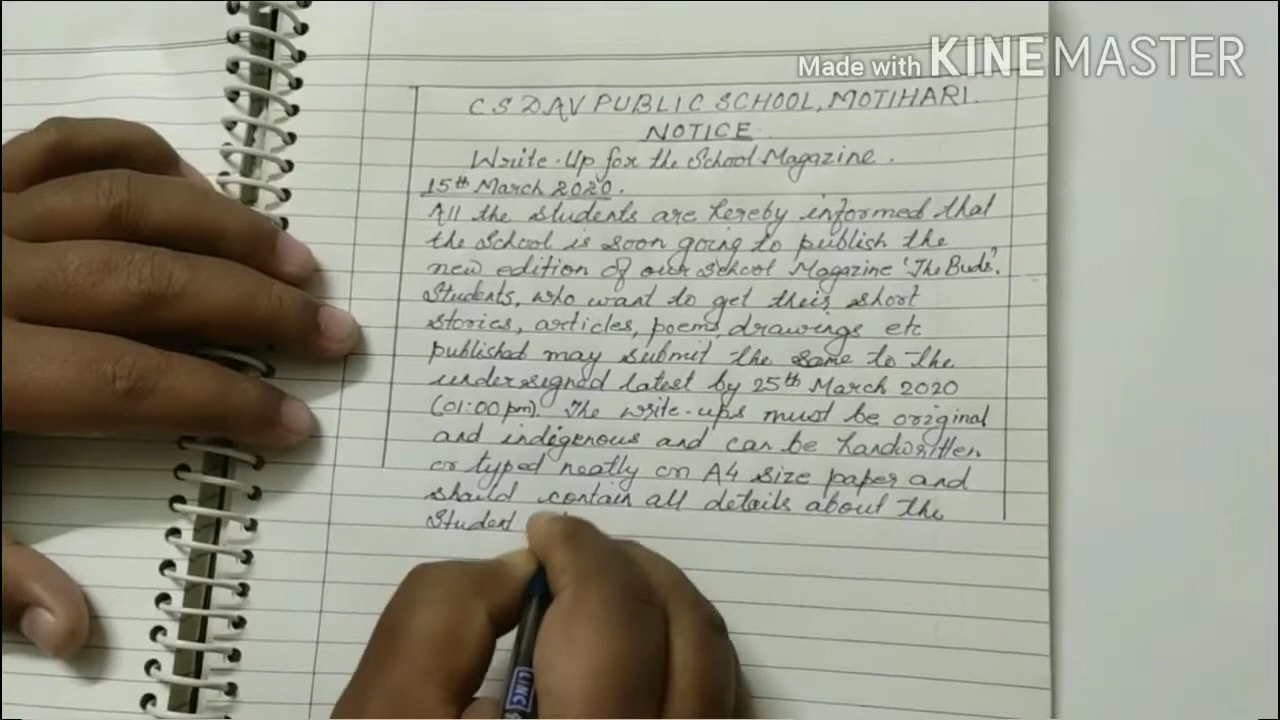 Made with KINEMASTER
CS DAV PUBLIC SCHOOL, MOTIHARI.
NOTICE
Write-Up for the School Magazine.
15th March 2020.
All the students are hereby informed that
the School is soon going to publish the
new edition of our School Magazine 'The Buds'.
Students, who want to get their short
stories, articles, poems, drawings etc
published may submit the same to the
undersigned latest by 25th March 2020
(01:00 pm). The write-ups must be original
and indigenous and can be handwritten
or typed neatly on A4 size paper and
should contain all details about the
Student
LINC